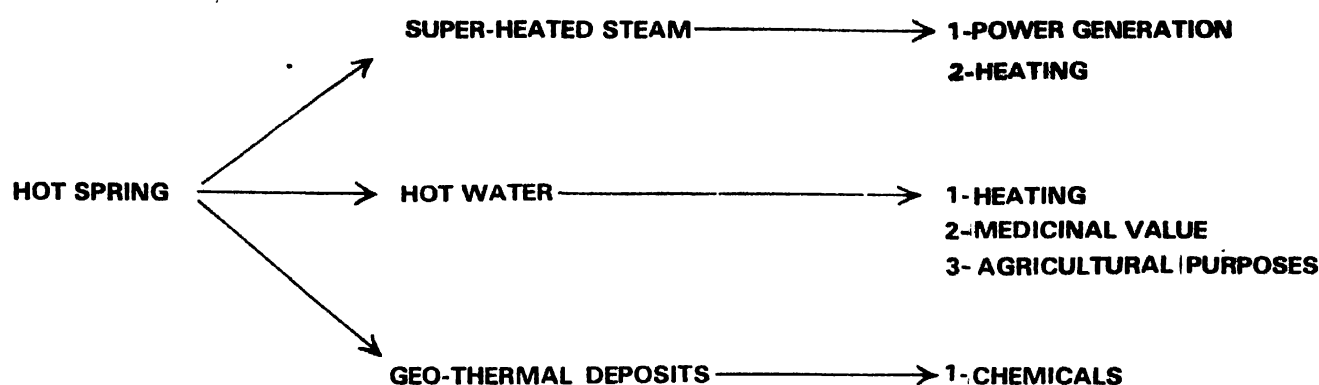 SUPER-HEATED STEAM 1-POWER GENERATION
2-HEATING
HOT SPRING HOT WATER 1-HEATING
2-MEDICINAL VALUE
3- AGRICULTURAL PURPOSES
GEO-THERMAL DEPOSITS 1-CHEMICALS